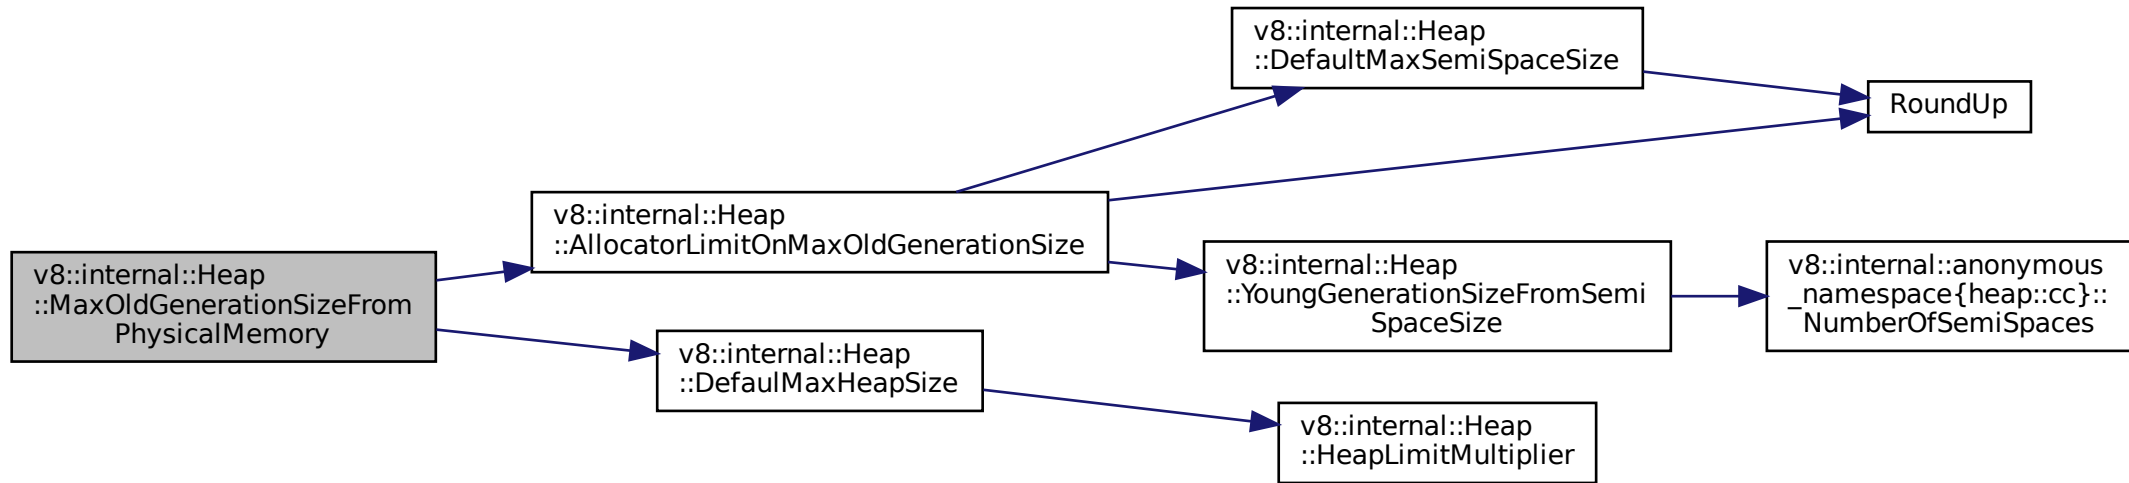 v8::internal::Heap
::MaxOldGenerationSizeFrom
PhysicalMemory
v8::internal::Heap
::AllocatorLimitOnMaxOldGenerationSize
v8::internal::Heap
::DefaulMaxHeapSize
v8::internal::Heap
::DefaultMaxSemiSpaceSize
RoundUp
v8::internal::Heap
::YoungGenerationSizeFromSemi
SpaceSize
v8::internal::anonymous
_namespace{heap::cc}::
NumberOfSemiSpaces
v8::internal::Heap
::HeapLimitMultiplier